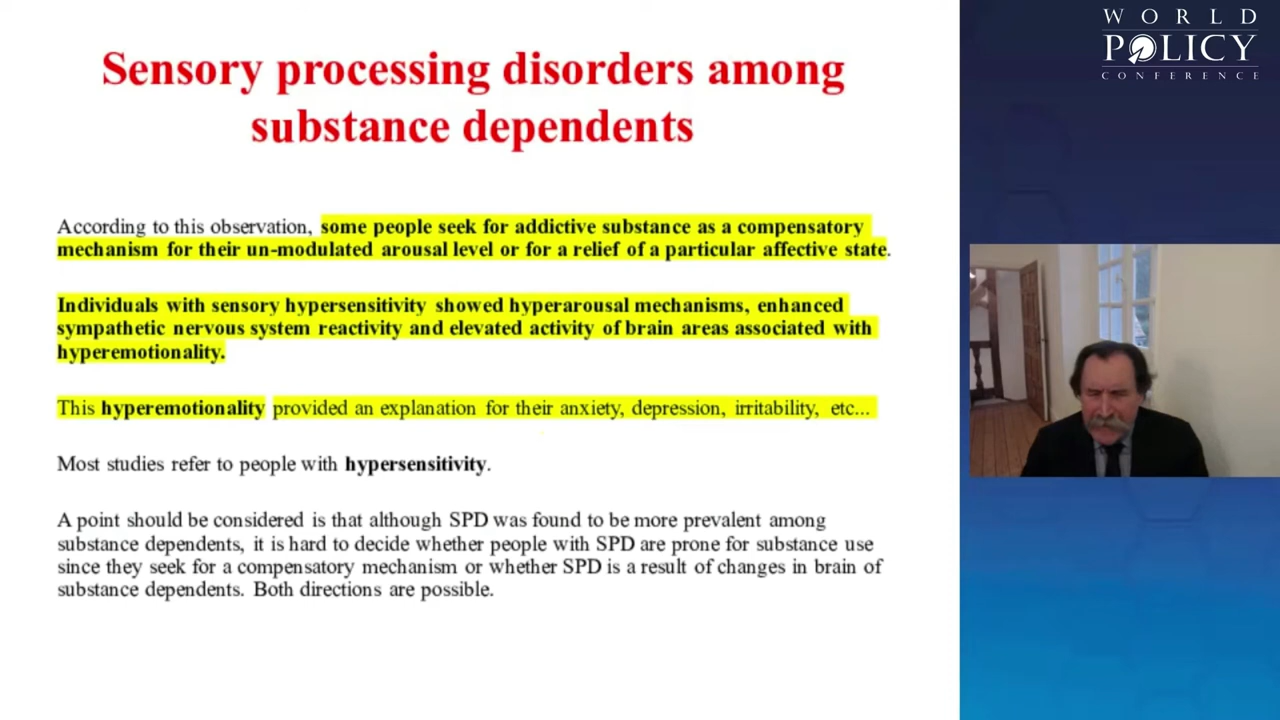 Sensory processing disorders among
substance dependents
According to this observation, some people seek for addictive substance as a compensatory
mechanism for their un-modulated arousal level or for a relief of a particular affective state.
Individuals with sensory hypersensitivity showed hyperarousal mechanisms, enhanced
sympathetic nervous system reactivity and elevated activity of brain areas associated with
hyperemotionality.
This hyperemotionality provided an explanation for their anxiety, depression, irritability, etc...
Most studies refer to people with hypersensitivity.
A point should be considered is that although SPD was found to be more prevalent among
substance dependents, it is hard to decide whether people with SPD are prone for substance use
since they seek for a compensatory mechanism or whether SPD is a result of changes in brain of
substance dependents. Both directions are possible.
WORLD
POLICY
CONFERENCE